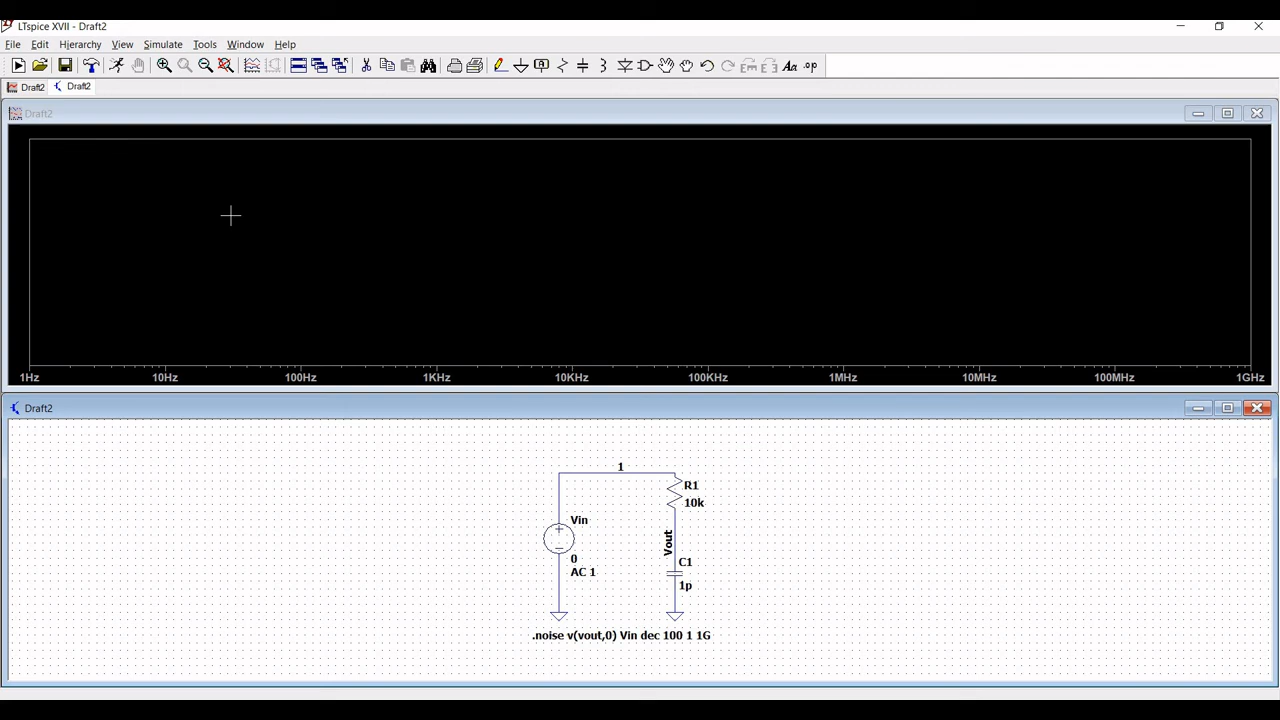 LTspice XVII - Draft2
File Edit Hierarchy View Simulate Tools Window Help
Draft2 Draft2
Draft2
1Hz 10Hz 100Hz 1KHz 10KHz 100KHz 1MHz 10MHz 100MHz 1GHz
Draft2
1
R1
10k
Vin
Vout
0
C1
AC 1
1p
.noise v(vout,0) Vin dec 100 1 1G